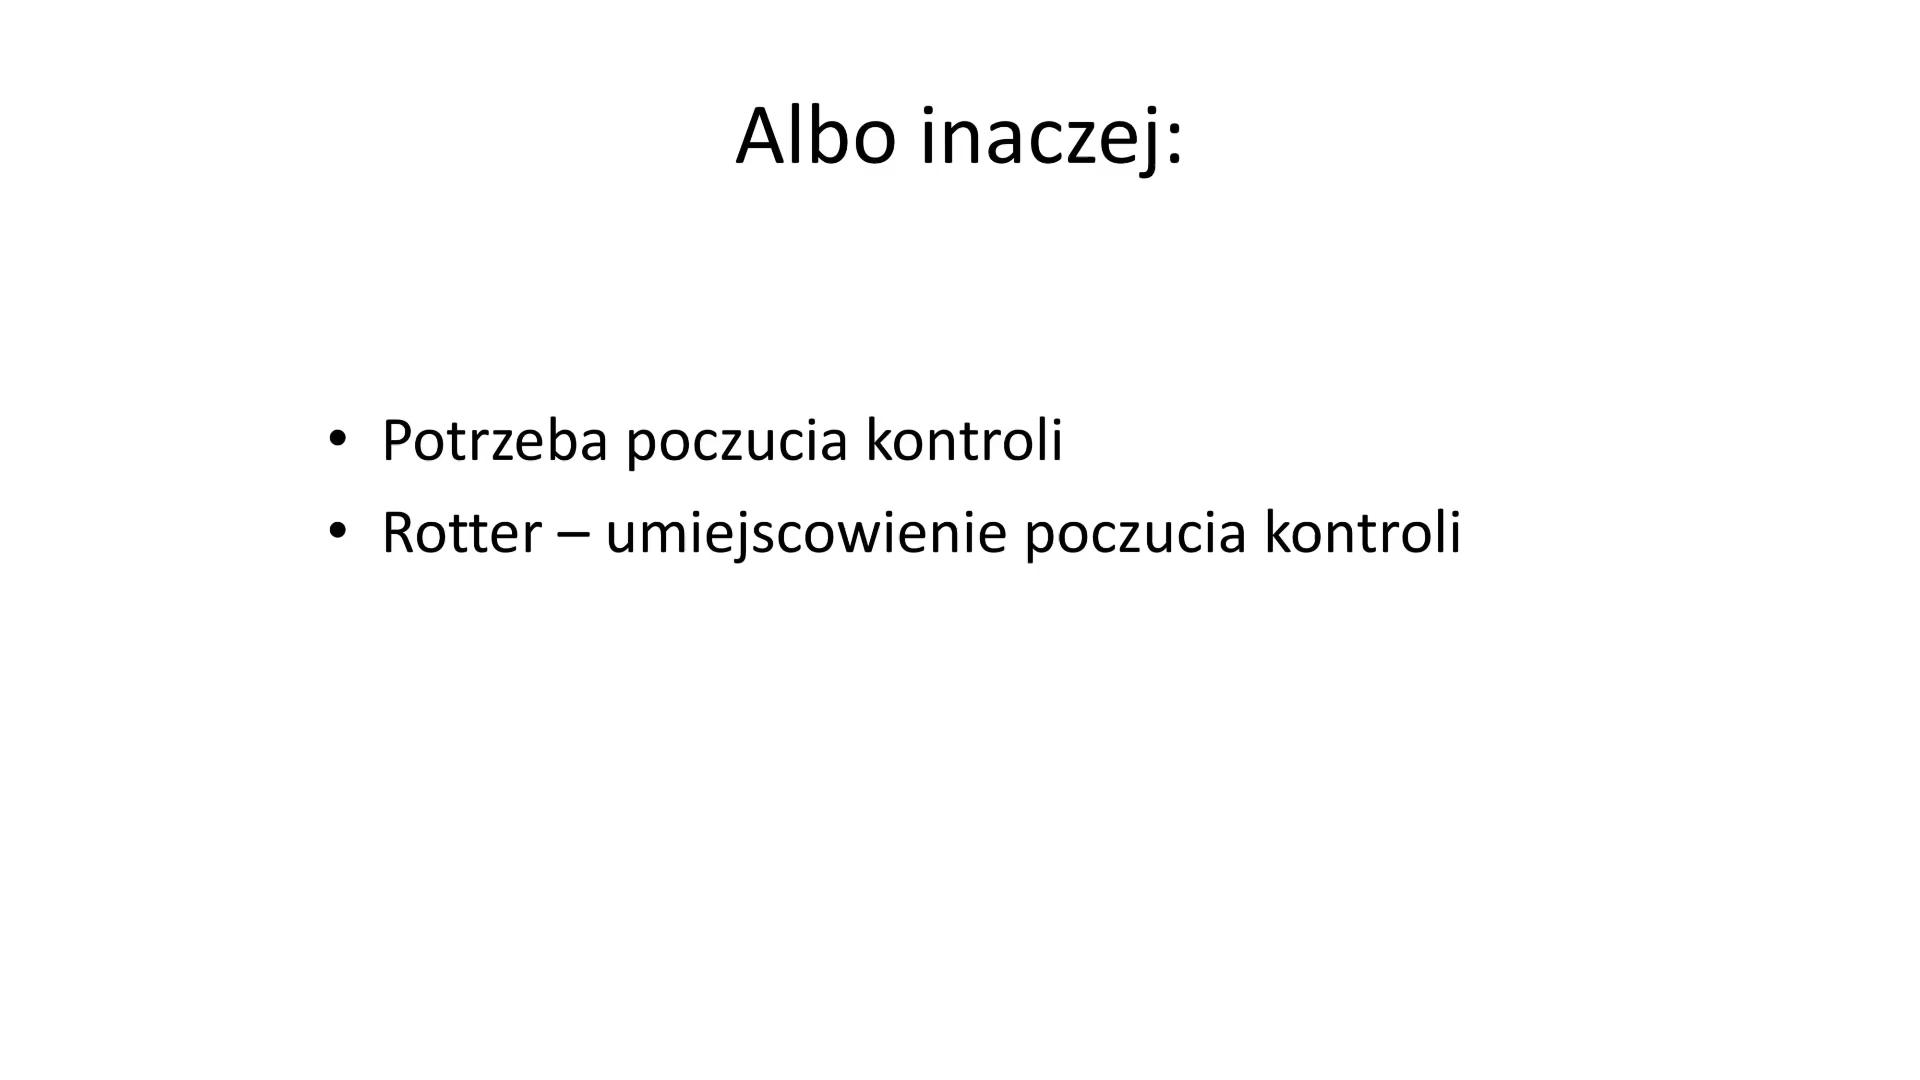 Albo inaczej:
• Potrzeba poczucia kontroli
• Rotter – umiejscowienie poczucia kontroli